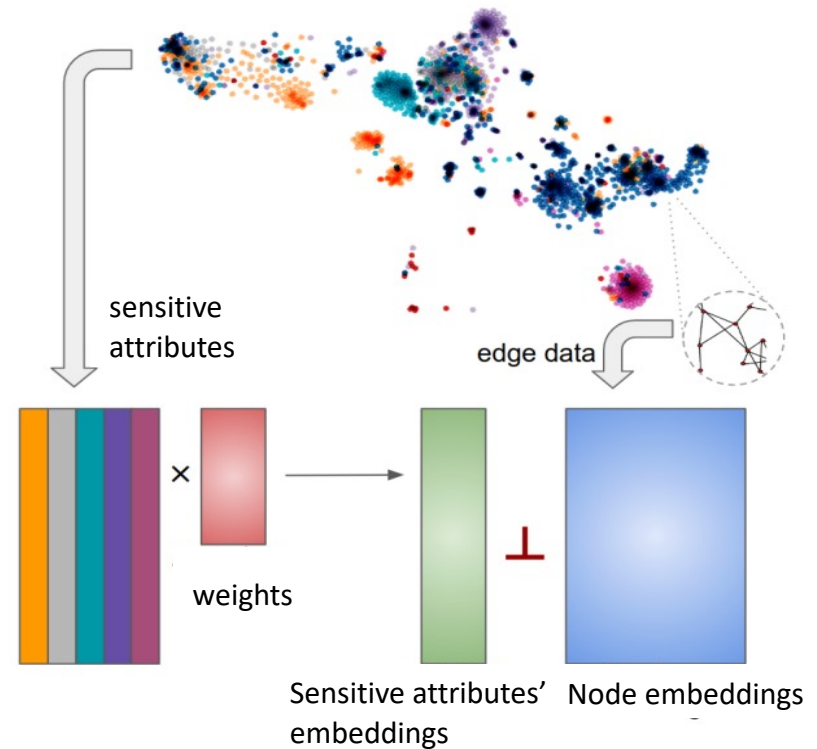 sensitive
attributes
edge data
×
weights
⊥
Sensitive attributes’
embeddings
Node embeddings